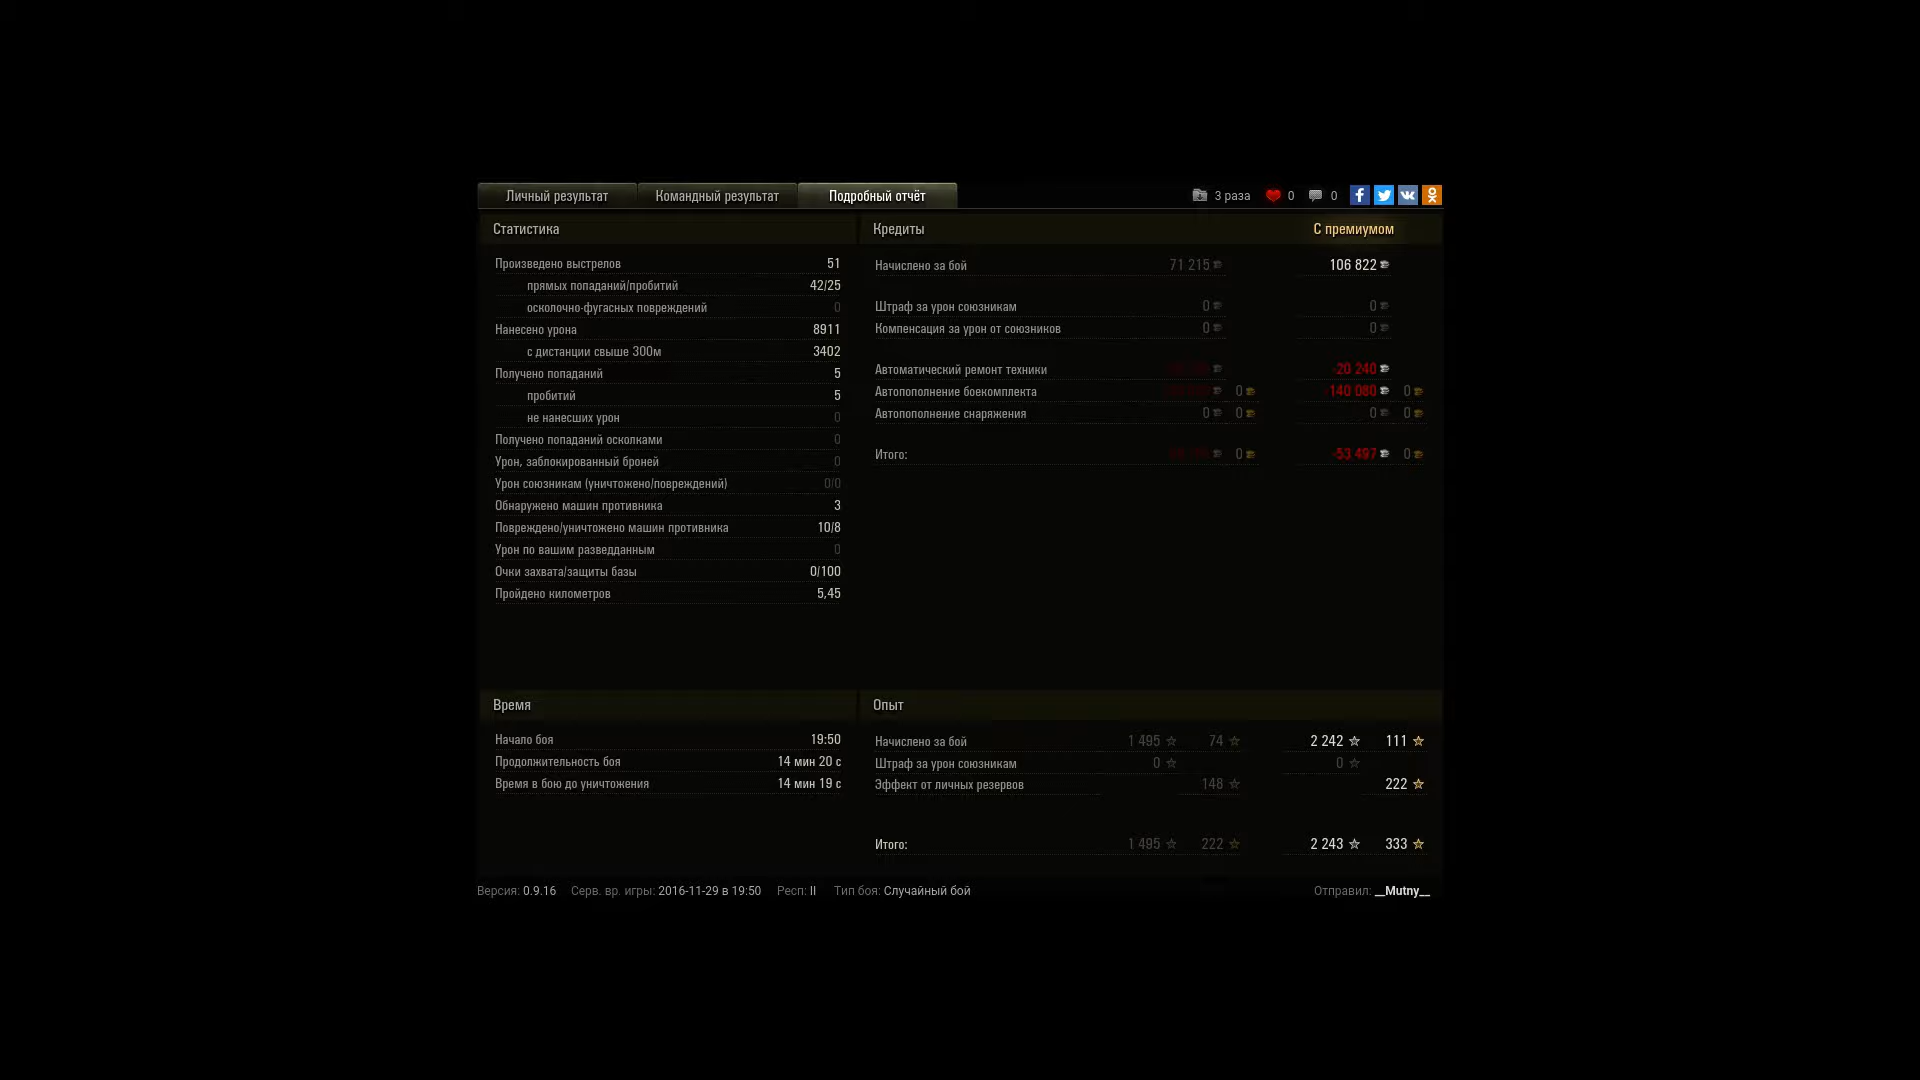 Личный результат Командный результат Подробный отчёт 3 раза 0 0
Статистика
Произведено выстрелов 51
прямых попаданий/пробитий 42/25
осколочно-фугасных повреждений 0
Нанесено урона 8911
с дистанции свыше 300м 3402
Получено попаданий 5
пробитий 5
не нанесших урон 0
Получено попаданий осколками 0
Урон, заблокированный броней 0
Урон союзникам (уничтожено/повреждений) 0/0
Обнаружено машин противника 3
Повреждено/уничтожено машин противника 10/8
Урон по вашим разведданным 0
Очки захвата/защиты базы 0/100
Пройдено километров 5,45
Кредиты С премиумом
Начислено за бой 71 215 106 822
Штраф за урон союзникам 0 0
Компенсация за урон от союзников 0 0
Автоматический ремонт техники -20 240
Автопополнение боекомплекта 0 -140 080 0
Автопополнение снаряжения 0 0 0 0
Итого: 0 -53 497 0
Время
Начало боя 19:50
Продолжительность боя 14 мин 20 с
Время в бою до уничтожения 14 мин 19 с
Опыт
Начислено за бой 1 495 74 2 242 111
Штраф за урон союзникам 0 0
Эффект от личных резервов 148 222
Итого: 1 495 222 2 243 333
Версия: 0.9.16 Серв. вр. игры: 2016-11-29 в 19:50 Респ: II Тип боя: Случайный бой Отправил: __Mutny__